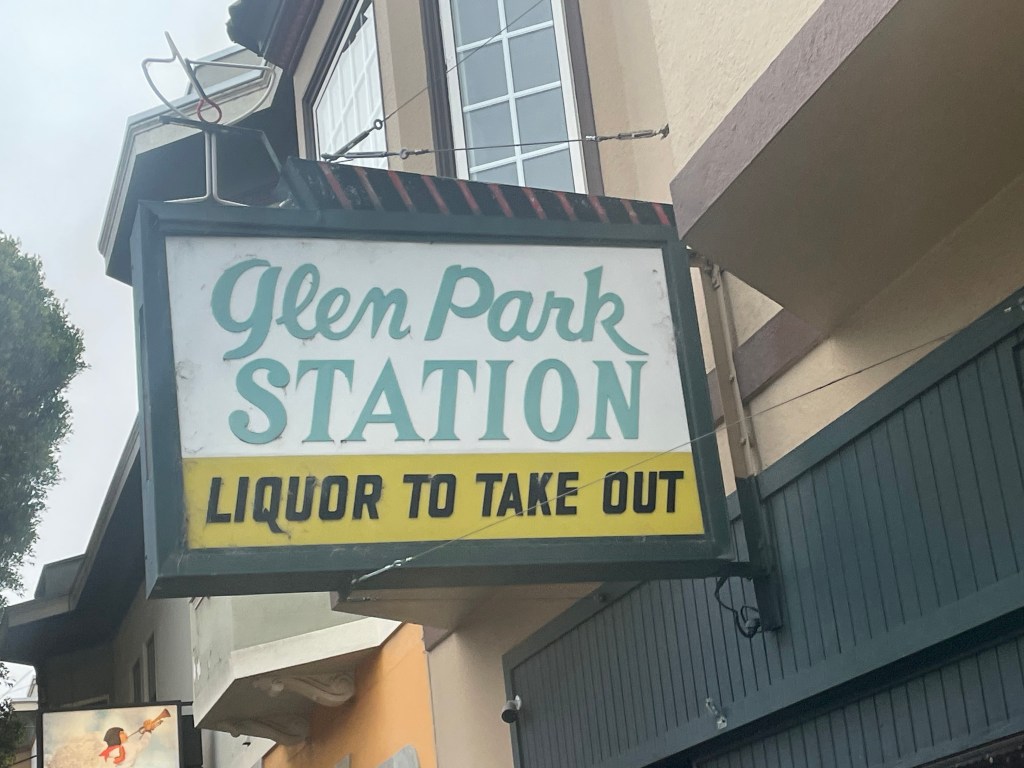 Glen Park
STATION
LIQUOR TO TAKE OUT